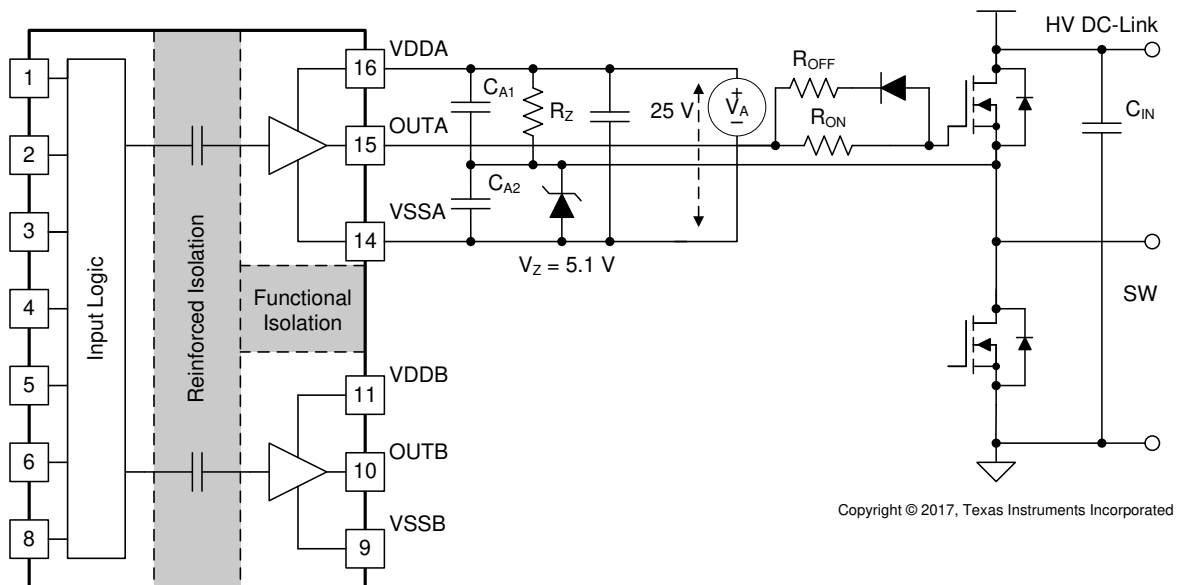 1
2
3
4
5
6
8
Input Logic
Reinforced Isolation
Functional
Isolation
16
15
14
11
10
9
VDDA
OUTA
VSSA
VDDB
OUTB
VSSB
CA1
CA2
RZ
VZ = 5.1 V
25 V
+
VA
–
ROFF
RON
HV DC-Link
CIN
SW
Copyright © 2017, Texas Instruments Incorporated